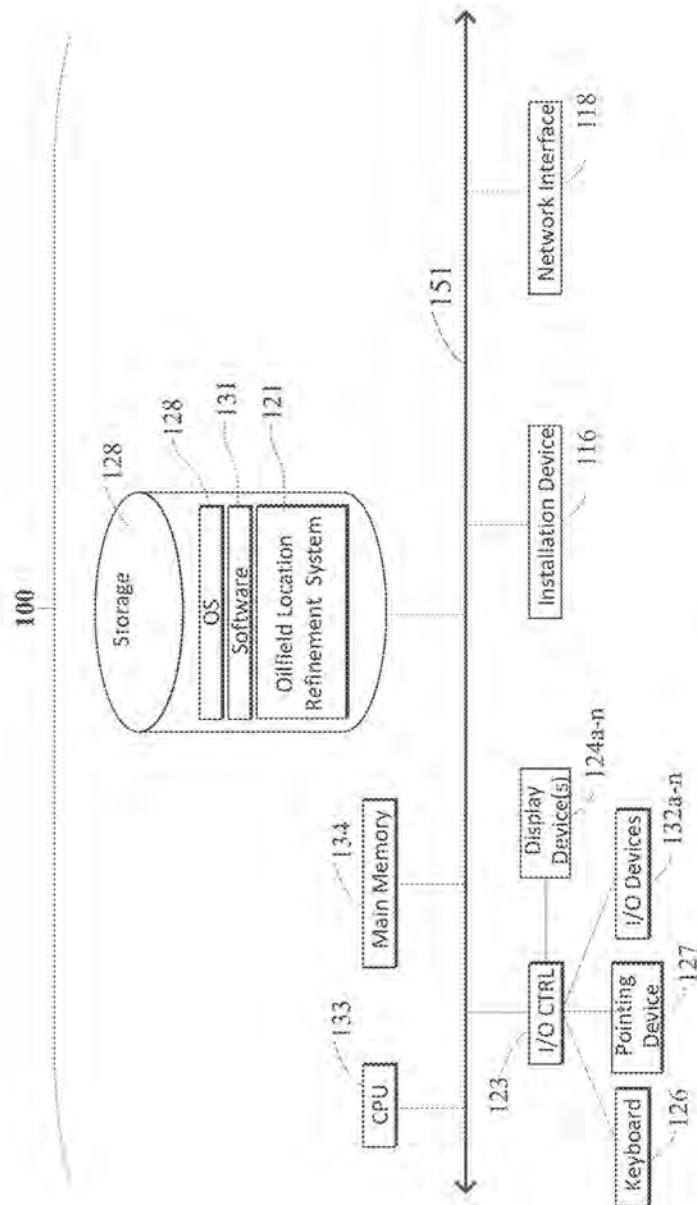 100
Storage
128
OS
128
Software
131
Oilfield Location
Refinement System
121
CPU
133
Main Memory
134
151
I/O CTRL
123
Display
Device(s)
124a-n
Keyboard
126
Pointing
Device
127
I/O Devices
132a-n
Installation Device
116
Network Interface
118